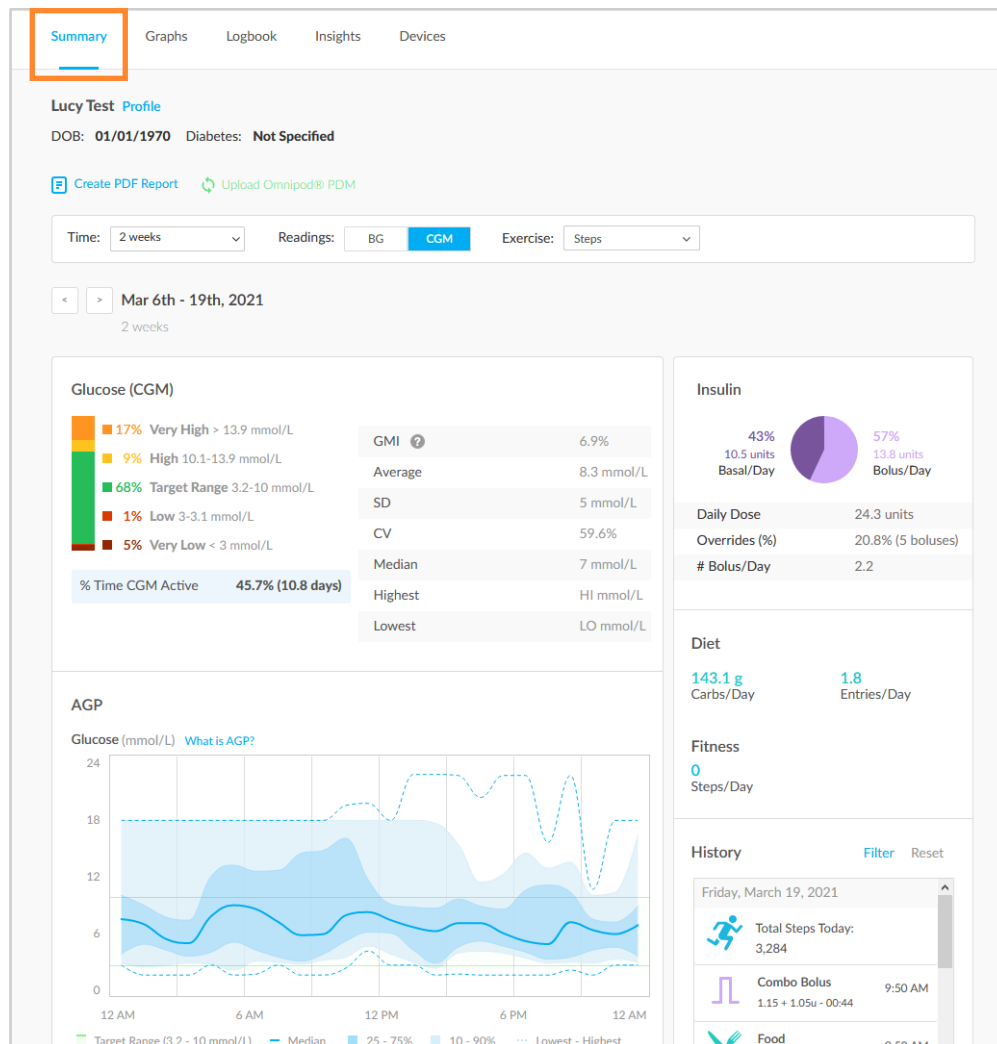 Summary Graphs Logbook Insights Devices
Lucy Test Profile
DOB: 01/01/1970 Diabetes: Not Specified
Create PDF Report Upload Omnipod® PDM
Time: 2 weeks Readings: BG CGM Exercise: Steps
< > Mar 6th - 19th, 2021
2 weeks
Glucose (CGM)
17% Very High > 13.9 mmol/L
9% High 10.1-13.9 mmol/L
68% Target Range 3.2-10 mmol/L
1% Low 3-3.1 mmol/L
5% Very Low < 3 mmol/L
% Time CGM Active 45.7% (10.8 days)
GMI ? 6.9%
Average 8.3 mmol/L
SD 5 mmol/L
CV 59.6%
Median 7 mmol/L
Highest HI mmol/L
Lowest LO mmol/L
Insulin
43% 57%
10.5 units 13.8 units
Basal/Day Bolus/Day
Daily Dose 24.3 units
Overrides (%) 20.8% (5 boluses)
# Bolus/Day 2.2
Diet
143.1 g 1.8
Carbs/Day Entries/Day
Fitness
0
Steps/Day
AGP
Glucose (mmol/L) What is AGP?
24
18
12
6
0
12 AM 6 AM 12 PM 6 PM 12 AM
Target Range (3.2 - 10 mmol/L) Median 25 - 75% 10 - 90% Lowest - Highest
History Filter Reset
Friday, March 19, 2021
Total Steps Today:
3,284
Combo Bolus 9:50 AM
1.15 + 1.05u - 00:44
Food